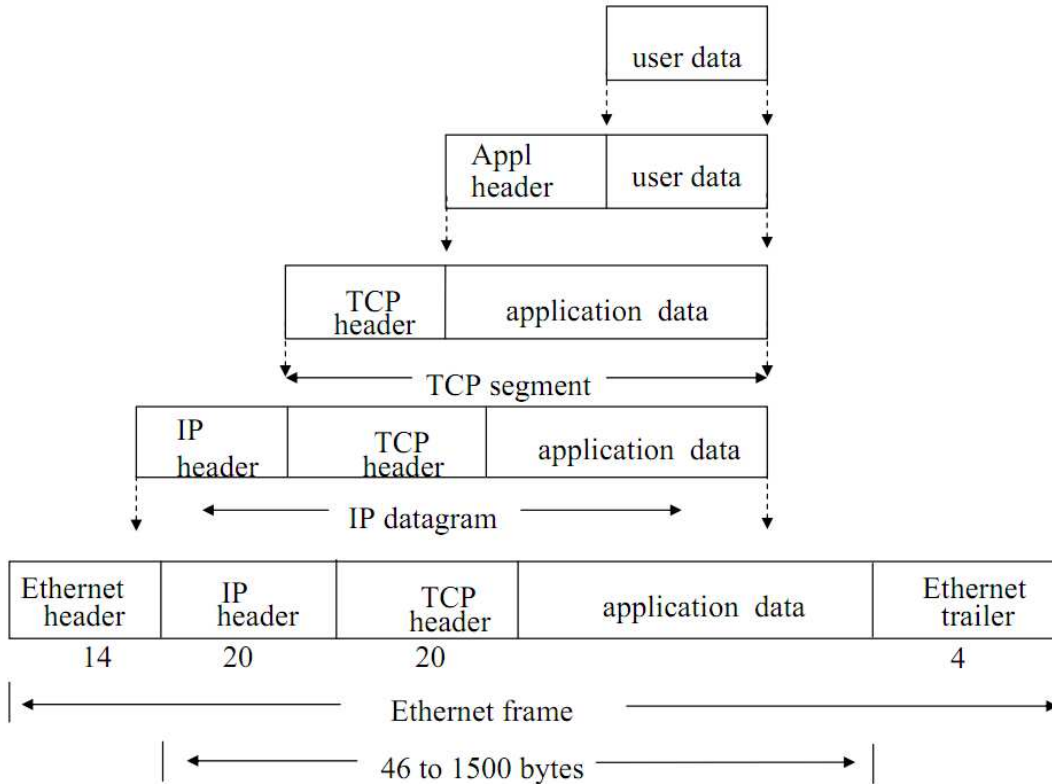 user data
Appl header user data
TCP header application data
TCP segment
IP header TCP header application data
IP datagram
Ethernet header IP header TCP header application data Ethernet trailer
14 20 20 4
Ethernet frame
46 to 1500 bytes